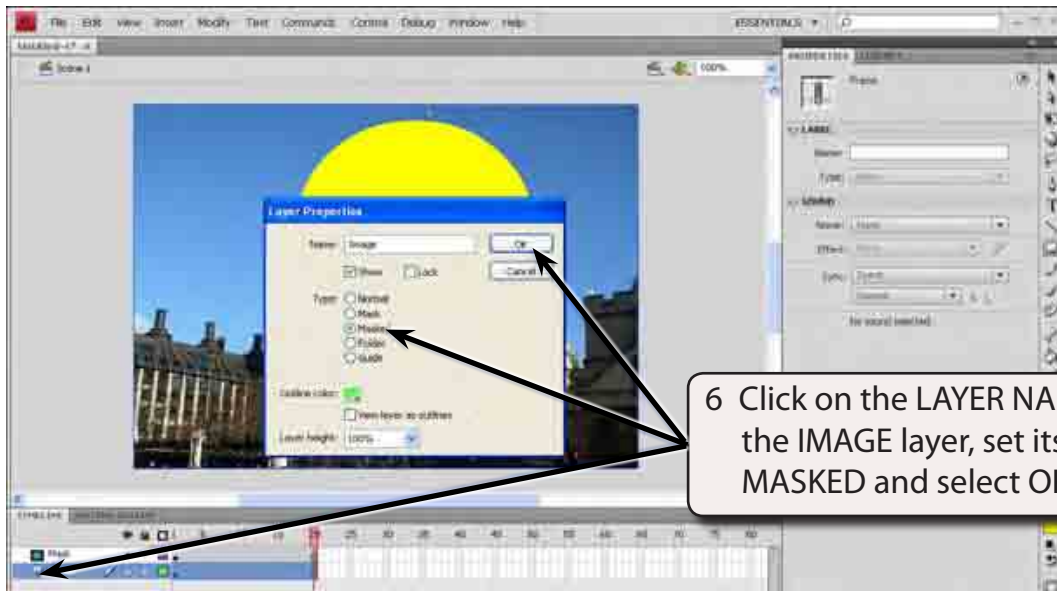 File Edit View Insert Modify Text Commands Control Debug Window Help
ESSENTIALS
Scene 1
100%
PROPERTIES
Frame
LABEL
Name:
Type:
SOUND
Name: None
Effect:
Sync: Event
No sound selected
Layer Properties
Name: Image
OK
Show Lock
Cancel
Type: Normal
Mask
Masked
Folder
Guide
Outline color:
View layer as outlines
Layer height: 100%
6 Click on the LAYER NA
the IMAGE layer, set its
MASKED and select O
TIMELINE
Mask